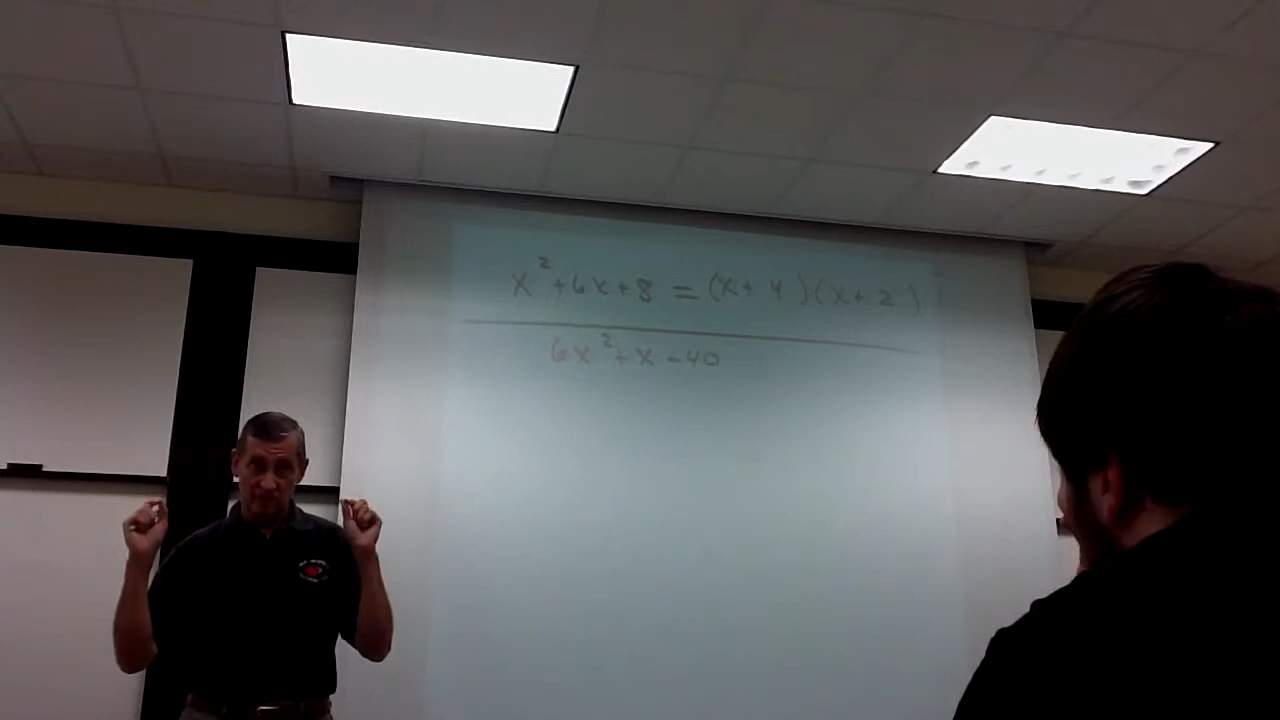 x²+6x+8 = (x+4)(x+2)
6x²+x-40